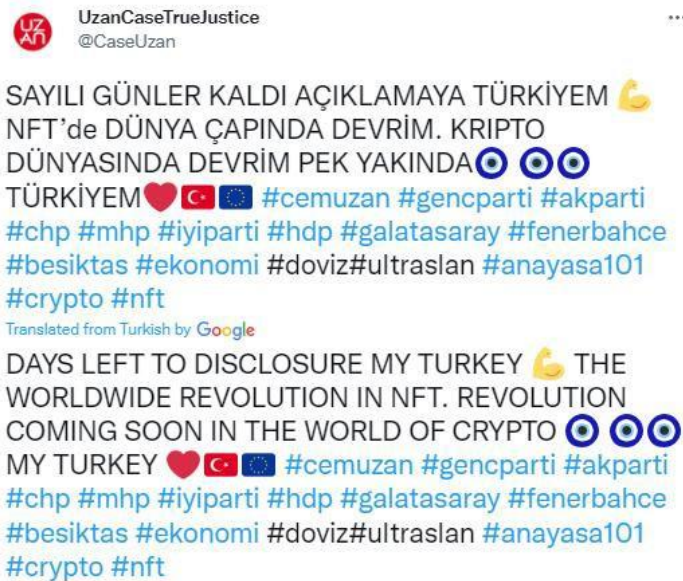 UZ
AN
UzanCaseTrueJustice
@CaseUzan
SAYILI GÜNLER KALDI AÇIKLAMAYA TÜRKİYEM 💪
NFT’de DÜNYA ÇAPINDA DEVRİM. KRIPTO
DÜNYASINDA DEVRİM PEK YAKINDA🧿 🧿🧿
TÜRKİYEM❤️🇹🇷🇪🇺 #cemuzan #gencparti #akparti
#chp #mhp #iyiparti #hdp #galatasaray #fenerbahce
#besiktas #ekonomi #doviz#ultraslan #anayasa101
#crypto #nft
Translated from Turkish by Google
DAYS LEFT TO DISCLOSURE MY TURKEY 💪 THE
WORLDWIDE REVOLUTION IN NFT. REVOLUTION
COMING SOON IN THE WORLD OF CRYPTO 🧿 🧿🧿
MY TURKEY ❤️🇹🇷🇪🇺 #cemuzan #gencparti #akparti
#chp #mhp #iyiparti #hdp #galatasaray #fenerbahce
#besiktas #ekonomi #doviz#ultraslan #anayasa101
#crypto #nft